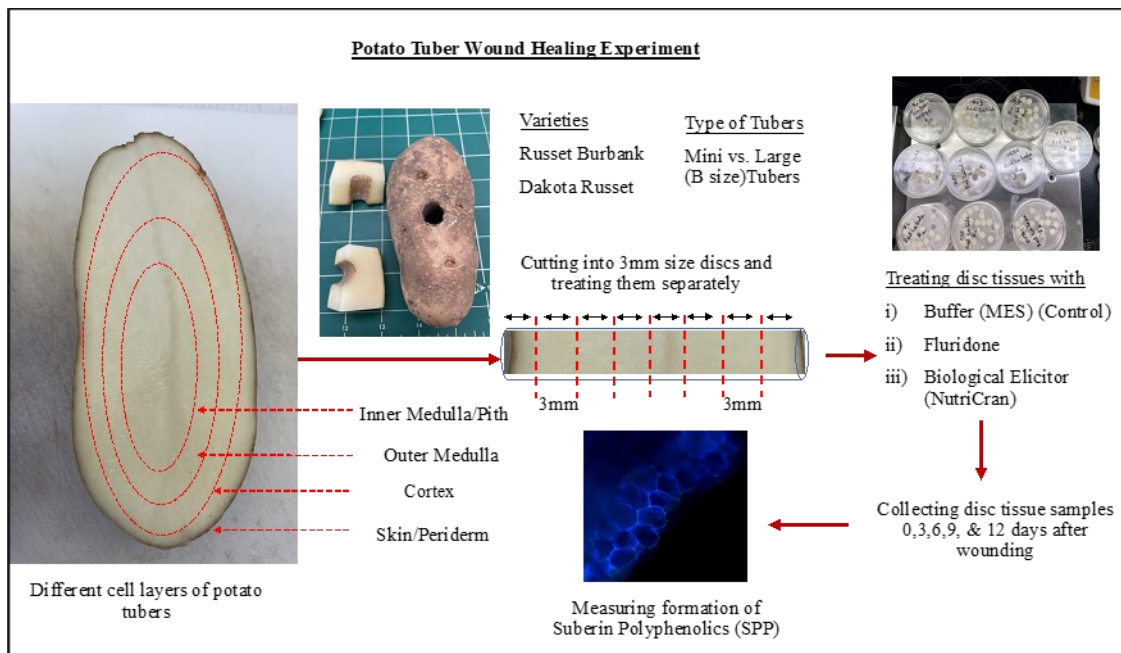 Potato Tuber Wound Healing Experiment
Varieties
Russet Burbank
Dakota Russet
Type of Tubers
Mini vs. Large
(B size)Tubers
Cutting into 3mm size discs and
treating them separately
3mm
3mm
Treating disc tissues with
i) Buffer (MES) (Control)
ii) Fluridone
iii) Biological Elicitor
(NutriCran)
Collecting disc tissue samples
0,3,6,9, & 12 days after
wounding
Measuring formation of
Suberin Polyphenolics (SPP)
Inner Medulla/Pith
Outer Medulla
Cortex
Skin/Periderm
Different cell layers of potato
tubers
12
13
14